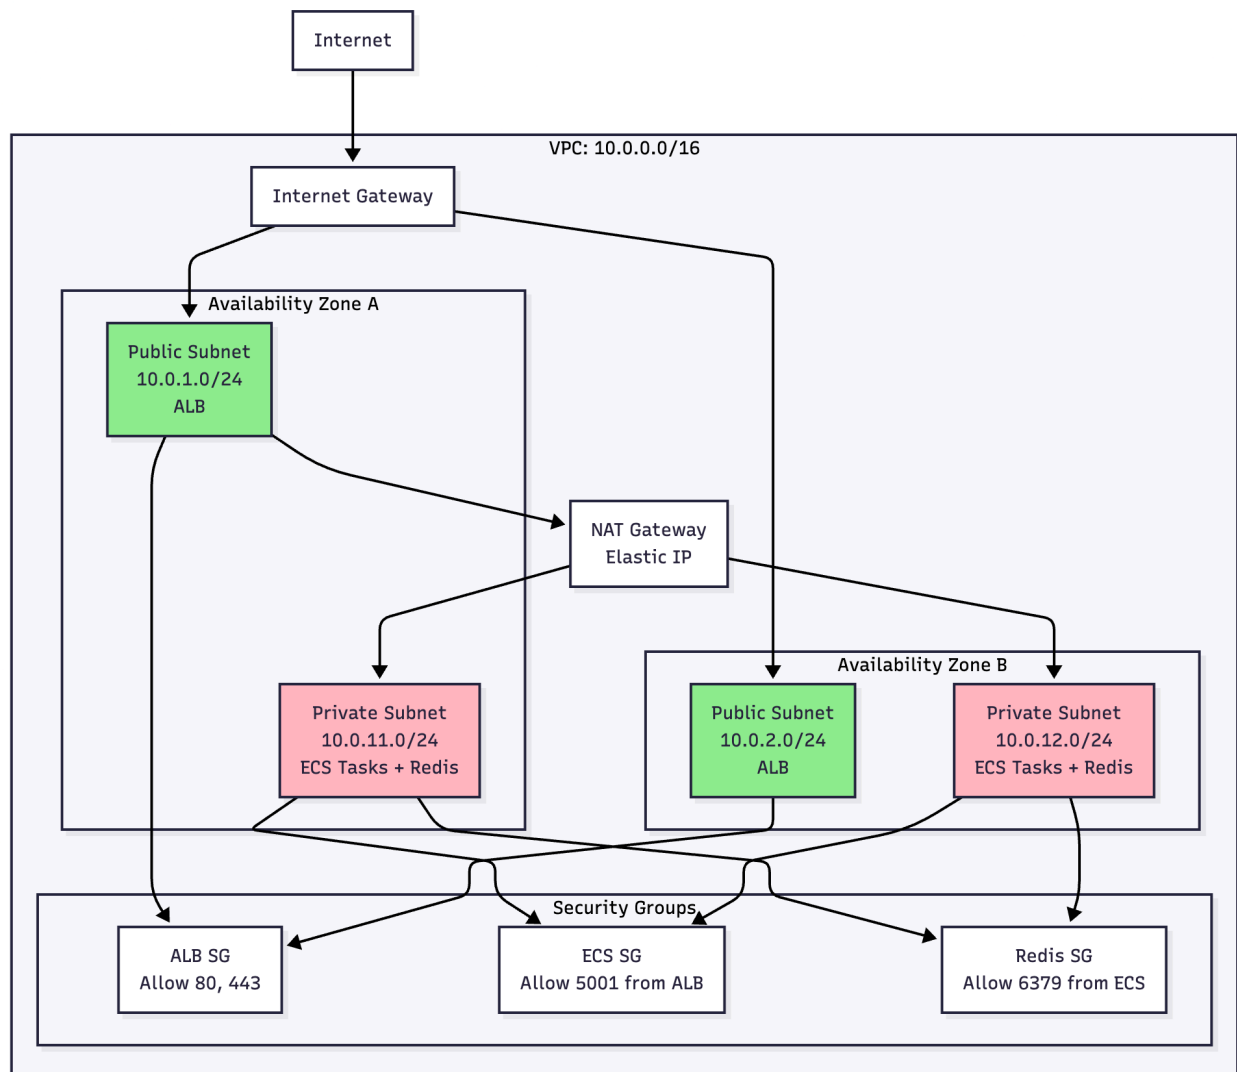 Internet
VPC: 10.0.0.0/16
Internet Gateway
Availability Zone A
Public Subnet
10.0.1.0/24
ALB
NAT Gateway
Elastic IP
Availability Zone B
Private Subnet
10.0.11.0/24
ECS Tasks + Redis
Public Subnet
10.0.2.0/24
ALB
Private Subnet
10.0.12.0/24
ECS Tasks + Redis
Security Groups
ALB SG
Allow 80, 443
ECS SG
Allow 5001 from ALB
Redis SG
Allow 6379 from ECS